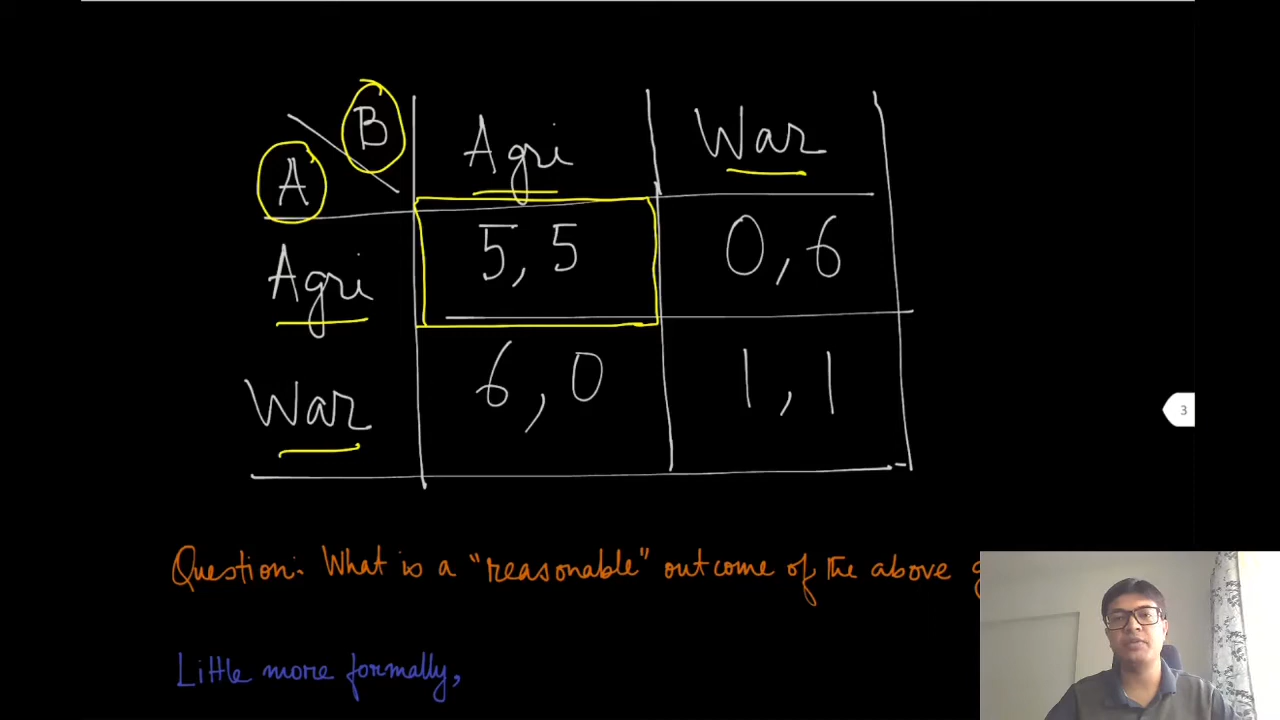 B
A
Agri War
Agri 5, 5 0, 6
War 6, 0 1, 1
3
Question: What is a "reasonable" outcome of the above g
Little more formally,